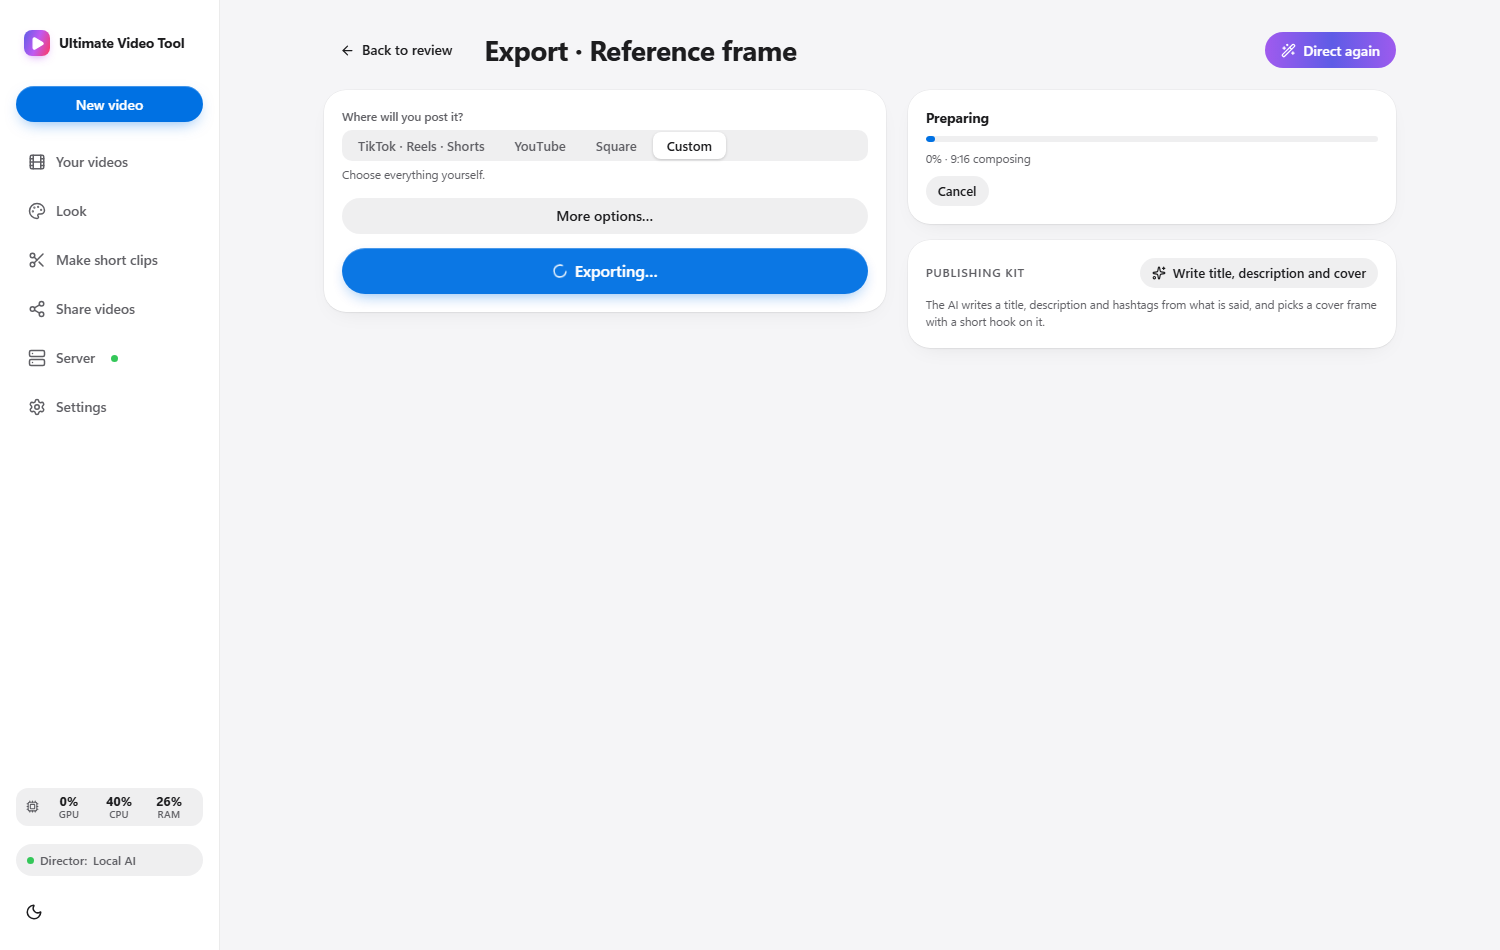 Ultimate Video Tool
New video
Your videos
Look
Make short clips
Share videos
Server
Settings
0% 40% 26%
GPU CPU RAM
Director: Local AI
Back to review
Export · Reference frame
Direct again
Where will you post it?
TikTok · Reels · Shorts YouTube Square Custom
Choose everything yourself.
More options...
Exporting...
Preparing
0% · 9:16 composing
Cancel
PUBLISHING KIT
Write title, description and cover
The AI writes a title, description and hashtags from what is said, and picks a cover frame
with a short hook on it.